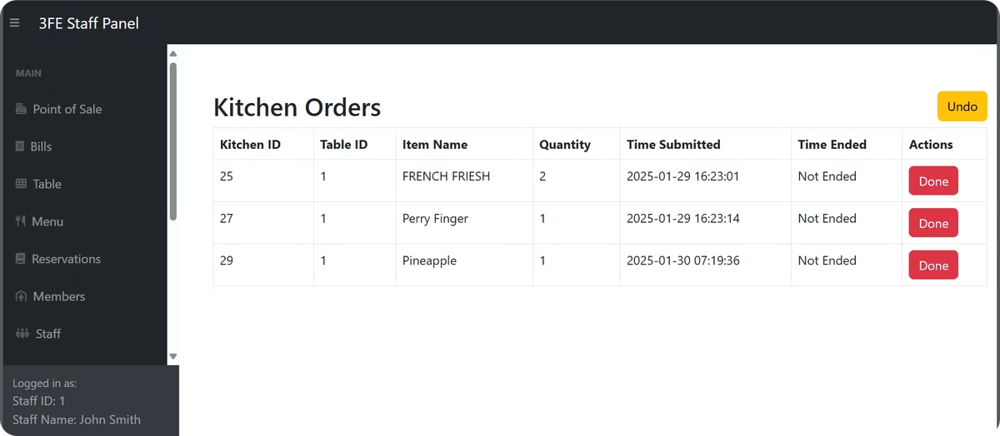 3FE Staff Panel
MAIN
Point of Sale
Bills
Table
Menu
Reservations
Members
Staff
Logged in as:
Staff ID: 1
Staff Name: John Smith
Kitchen Orders
Undo
Kitchen ID Table ID Item Name Quantity Time Submitted Time Ended Actions
25 1 FRENCH FRIESH 2 2025-01-29 16:23:01 Not Ended Done
27 1 Perry Finger 1 2025-01-29 16:23:14 Not Ended Done
29 1 Pineapple 1 2025-01-30 07:19:36 Not Ended Done